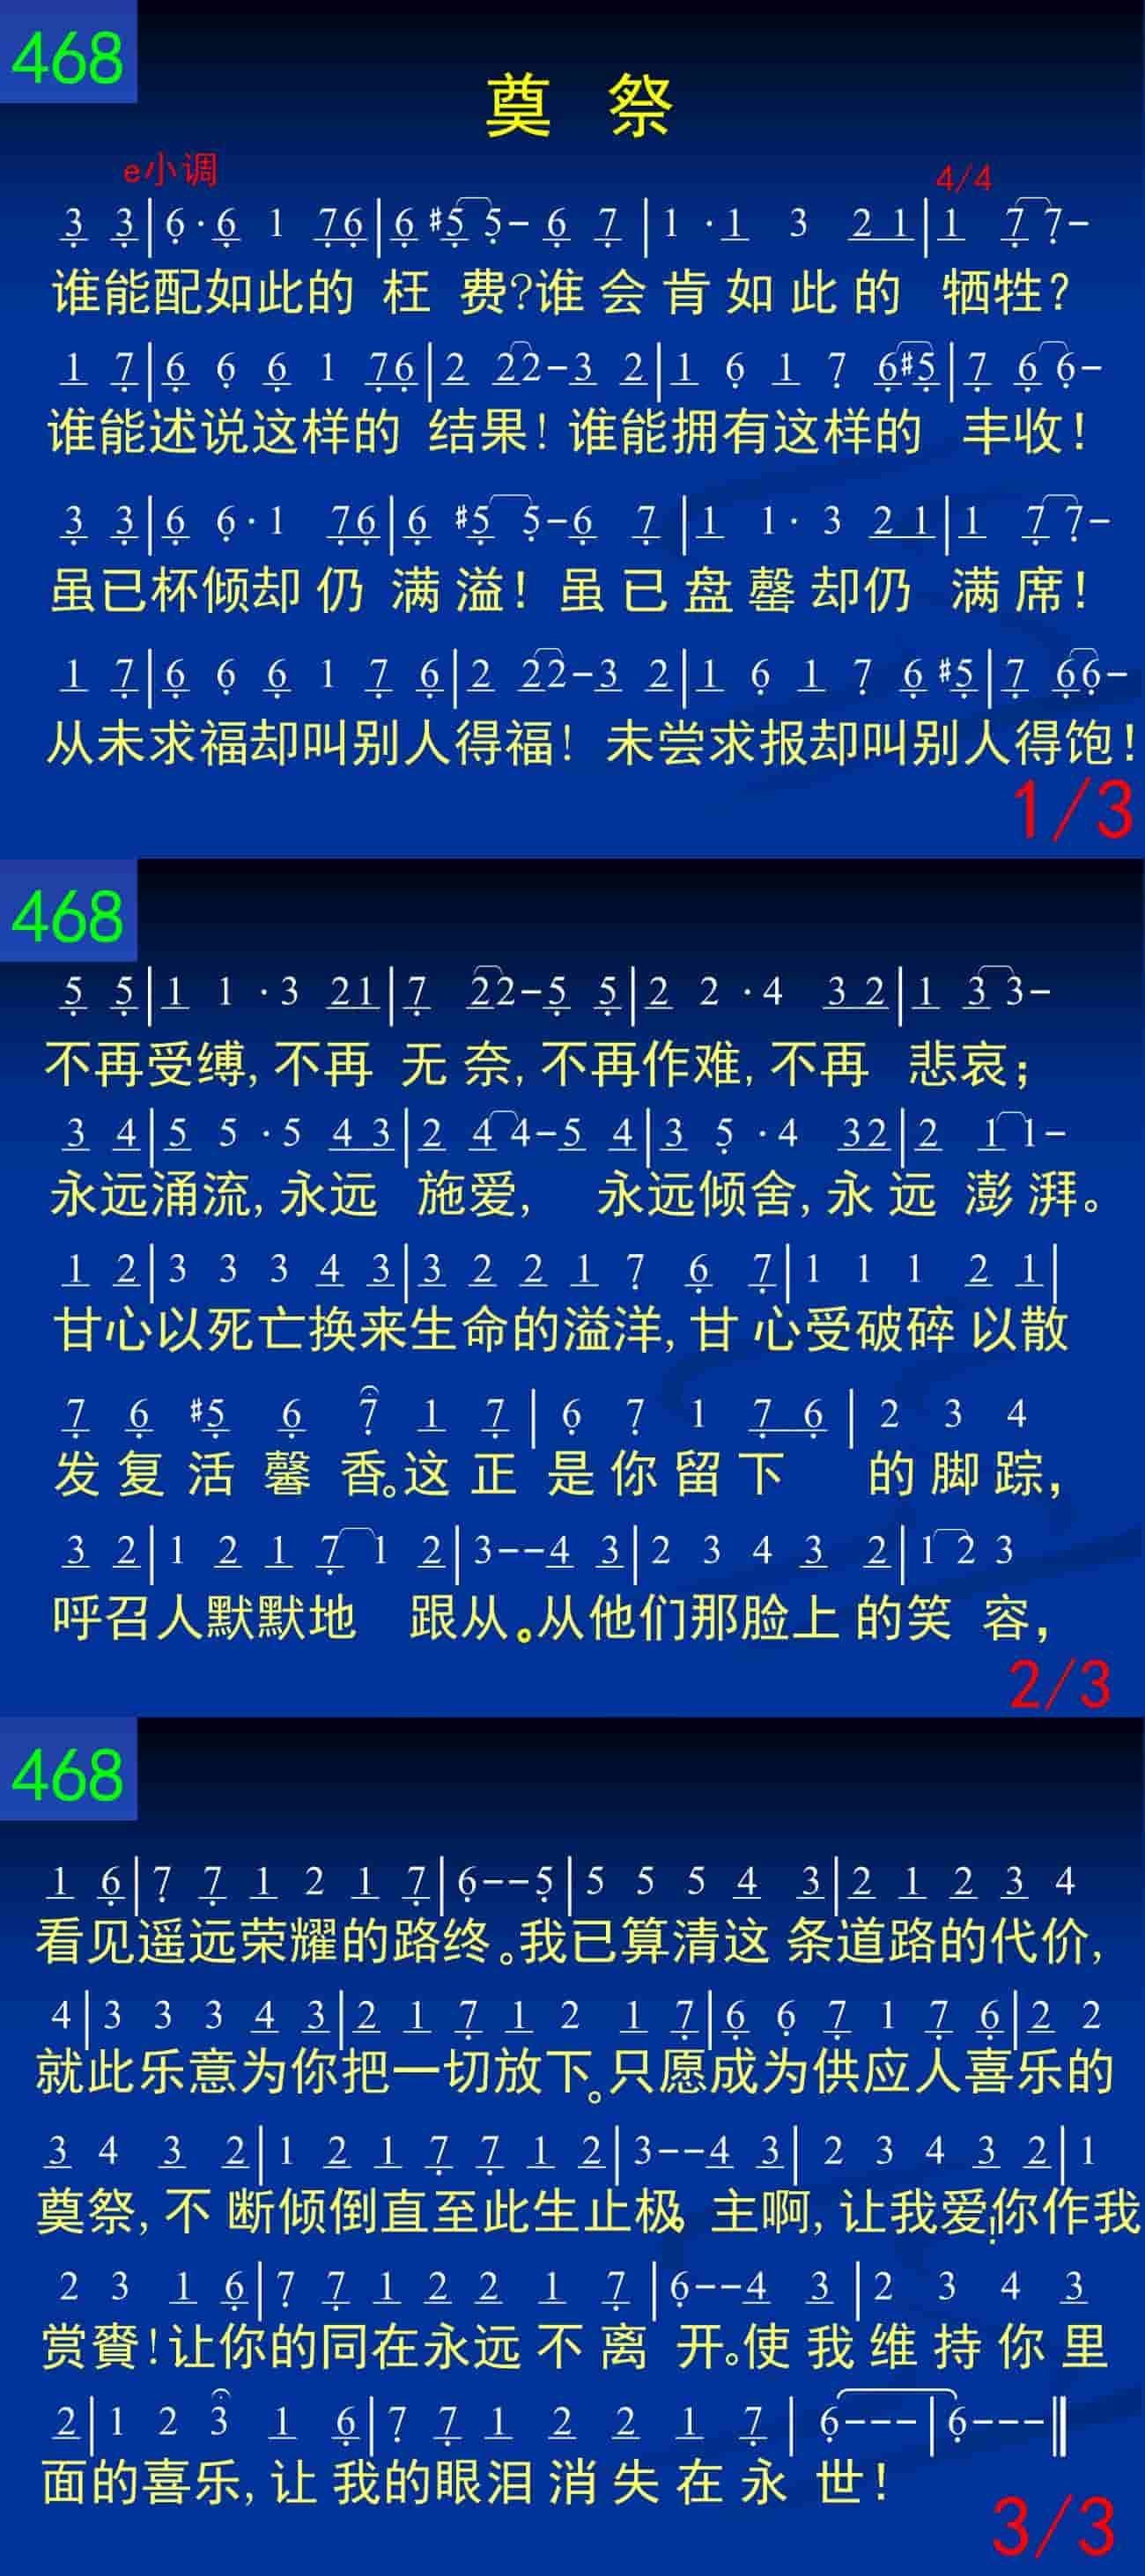 468
奠 祭
e小调 4/4
3 3|6·6 1 76|6 #5 5- 6 7|1 ·1 3 2 1|1 7 7-
谁能配如此的 枉 费?谁 会 肯 如 此 的 牺牲?
1 7|6 6 6 1 76|2 22-3 2|1 6 1 7 6#5|7 6 6-
谁能述说这样的 结果! 谁能拥有这样的 丰收!
3 3|6 6·1 76|6 #5 5-6 7|1 1·3 2 1|1 7 7-
虽已杯倾却 仍 满 溢! 虽 已 盘 罄 却仍 满 席!
1 7|6 6 6 1 7 6|2 22-3 2|1 6 1 7 6 #5|7 66-
从未求福却叫别人得福! 未尝求报却叫别人得饱!
1/3
468
5 5|1 1 ·3 21|7 22-5 5|2 2 ·4 3 2|1 3 3-
不再受缚, 不再 无 奈, 不再作难, 不再 悲哀;
3 4|5 5 ·5 4 3|2 4 4-5 4|3 5 ·4 32|2 1 1-
永远涌流, 永远 施爱, 永远倾舍, 永 远 澎 湃。
1 2|3 3 3 4 3|3 2 2 1 7 6 7|1 1 1 2 1|
甘心以死亡换来生命的溢洋, 甘 心受破碎 以散
7 6 #5 6 7 1 7|6 7 1 7 6|2 3 4
发 复 活 馨 香。这 正 是 你 留 下 的 脚 踪,
3 2|1 2 1 7 1 2|3--4 3|2 3 4 3 2|1 2 3
呼召人默默地 跟从。从他们那脸上 的笑 容,
2/3
468
1 6|7 7 1 2 1 7|6--5|5 5 5 4 3|2 1 2 3 4
看见遥远荣耀的路终。我已算清这 条道路的代价,
4|3 3 3 4 3|2 1 7 1 2 1 7|6 6 7 1 7 6|2 2
就此乐意为你把一切放下。只愿成为供应人喜乐的
3 4 3 2|1 2 1 7 7 1 2|3--4 3|2 3 4 3 2|1
奠祭, 不 断倾倒直至此生止极。主啊, 让我爱!你作我
2 3 1 6|7 7 1 2 2 1 7|6--4 3|2 3 4 3
赏赉! 让你的同在永远 不 离 开。使 我 维 持 你 里
2|1 2 3 1 6|7 7 1 2 2 1 7|6---|6---‖
面的喜乐, 让 我的眼泪 消 失 在 永 世!
3/3